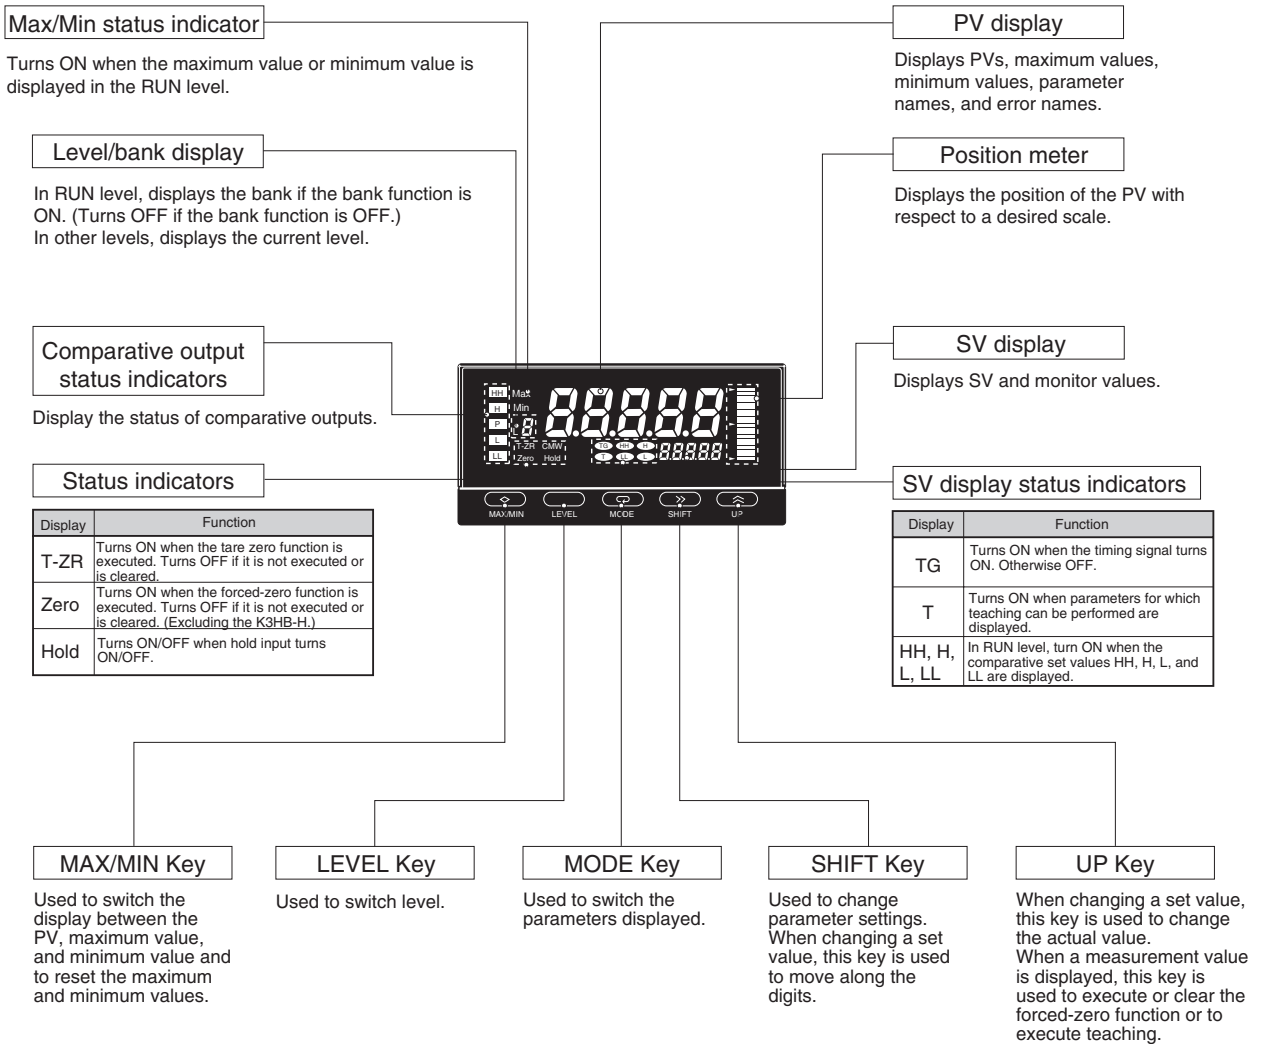 Max/Min status indicator
Turns ON when the maximum value or minimum value is
displayed in the RUN level.
PV display
Displays PVs, maximum values,
minimum values, parameter
names, and error names.
Level/bank display
In RUN level, displays the bank if the bank function is
ON. (Turns OFF if the bank function is OFF.)
In other levels, displays the current level.
Position meter
Displays the position of the PV with
respect to a desired scale.
Comparative output
status indicators
Display the status of comparative outputs.
SV display
Displays SV and monitor values.
HH Max
H Min
P
L
LL
T-ZR CMW
Zero Hold
TG HH H
T LL L
8.8.8.8.8
88888
MAX/MIN LEVEL MODE SHIFT UP
Status indicators
Display Function
T-ZR Turns ON when the tare zero function is
executed. Turns OFF if it is not executed or
is cleared.
Zero Turns ON when the forced-zero function is
executed. Turns OFF if it is not executed or
is cleared. (Excluding the K3HB-H.)
Hold Turns ON/OFF when hold input turns
ON/OFF.
SV display status indicators
Display Function
TG Turns ON when the timing signal turns
ON. Otherwise OFF.
T Turns ON when parameters for which
teaching can be performed are
displayed.
HH, H, L, LL In RUN level, turn ON when the
comparative set values HH, H, L, and
LL are displayed.
MAX/MIN Key
Used to switch the
display between the
PV, maximum value,
and minimum value and
to reset the maximum
and minimum values.
LEVEL Key
Used to switch level.
MODE Key
Used to switch the
parameters displayed.
SHIFT Key
Used to change
parameter settings.
When changing a set
value, this key is used
to move along the
digits.
UP Key
When changing a set value,
this key is used to change
the actual value.
When a measurement value
is displayed, this key is
used to execute or clear the
forced-zero function or to
execute teaching.